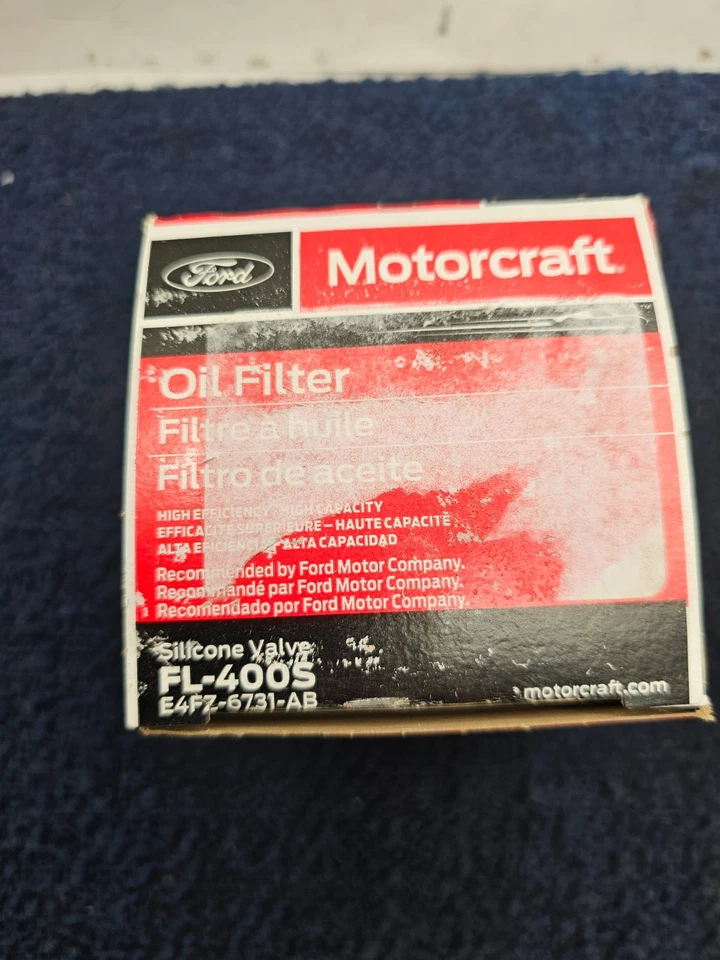 Ford
Motorcraft
Oil Filter
Filtre à huile
Filtro de aceite
HIGH EFFICIENCY - HIGH CAPACITY
EFFICACITÉ SUPÉRIEURE – HAUTE CAPACITÉ
ALTA EFICIENCIA - ALTA CAPACIDAD
Recommended by Ford Motor Company.
Recommandé par Ford Motor Company.
Recomendado por Ford Motor Company.
Silicone Valve
FL-400S
E4FZ-6731-AB
motorcraft.com